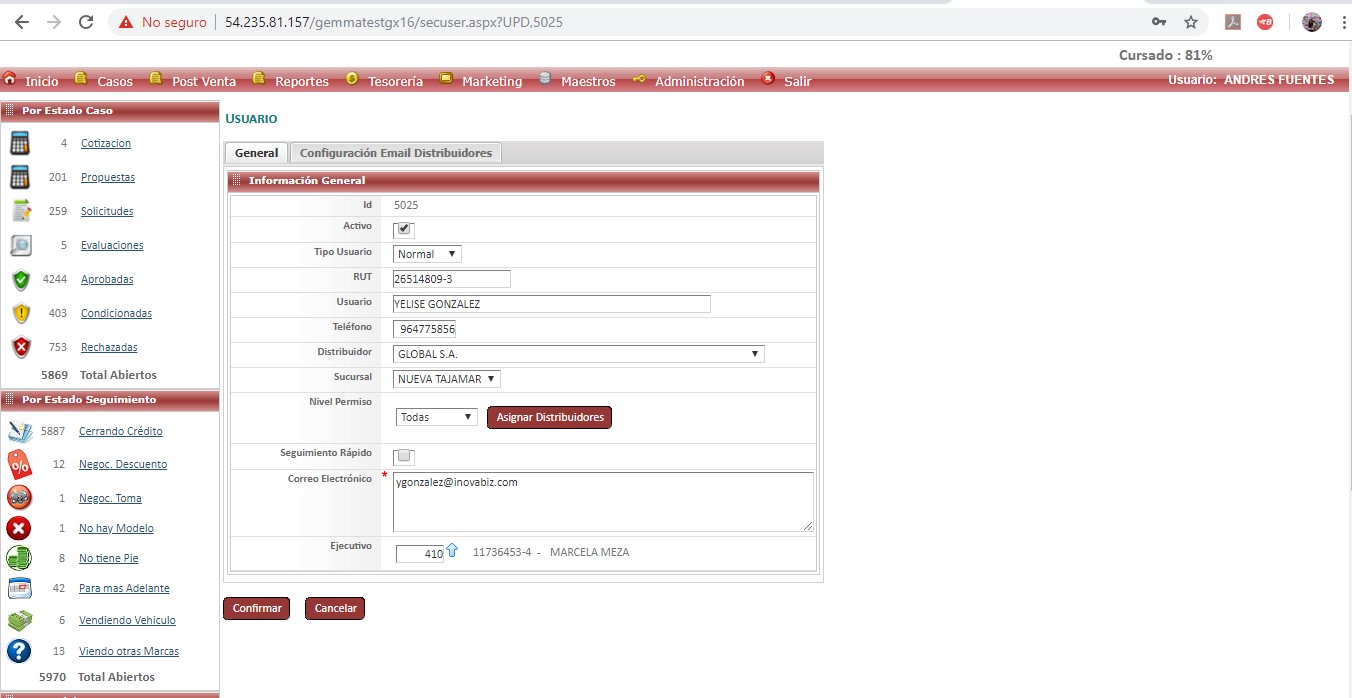 No seguro | 54.235.81.157/gemmatestgx16/secuser.aspx?UPD,5025
Cursado : 81%
Inicio Casos Post Venta Reportes Tesorería Marketing Maestros Administración Salir Usuario: ANDRES FUENTES
Por Estado Caso
4 Cotizacion
201 Propuestas
259 Solicitudes
5 Evaluaciones
4244 Aprobadas
403 Condicionadas
753 Rechazadas
5869 Total Abiertos
Por Estado Seguimiento
5887 Cerrando Crédito
12 Negoc. Descuento
1 Negoc. Toma
1 No hay Modelo
8 No tiene Pie
42 Para mas Adelante
6 Vendiendo Vehiculo
13 Viendo otras Marcas
5970 Total Abiertos
USUARIO
General Configuración Email Distribuidores
Información General
Id 5025
Activo
Tipo Usuario Normal
RUT 26514809-3
Usuario YELISE GONZALEZ
Teléfono 964775856
Distribuidor GLOBAL S.A.
Sucursal NUEVA TAJAMAR
Nivel Permiso Todas Asignar Distribuidores
Seguimiento Rápido
Correo Electrónico * ygonzalez@inovabiz.com
Ejecutivo 410 11736453-4 - MARCELA MEZA
Confirmar Cancelar